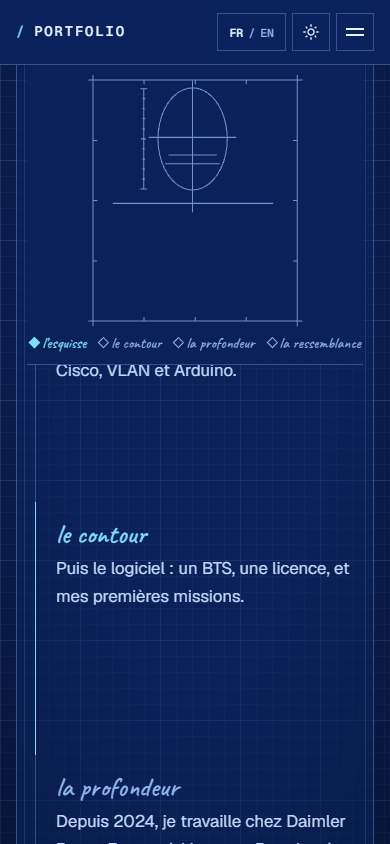 / PORTFOLIO
FR / EN
l'esquisse le contour la profondeur la ressemblance
Cisco, VLAN et Arduino.
le contour
Puis le logiciel : un BTS, une licence, et
mes premières missions.
la profondeur
Depuis 2024, je travaille chez Daimler